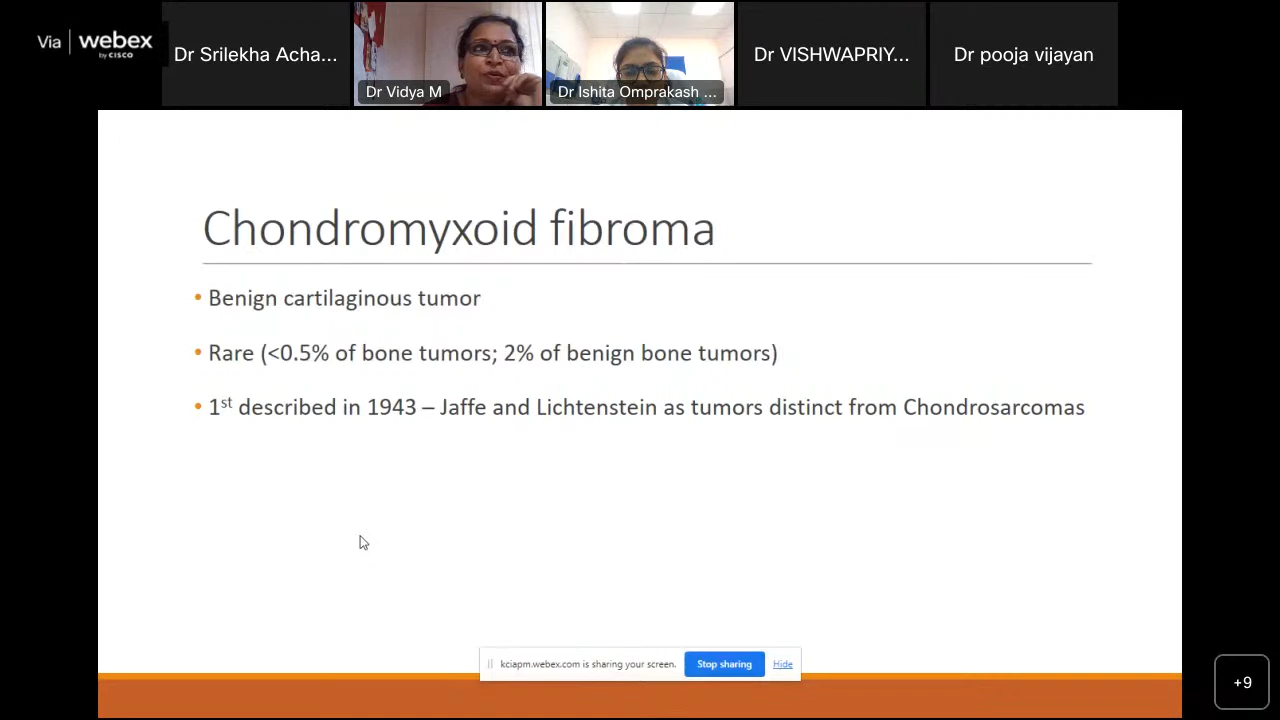 Via | webex
by CISCO
Dr Srilekha Acha...
Dr Vidya M
Dr Ishita Omprakash ...
Dr VISHWAPRIY...
Dr pooja vijayan
Chondromyxoid fibroma
• Benign cartilaginous tumor
• Rare (<0.5% of bone tumors; 2% of benign bone tumors)
• 1st described in 1943 – Jaffe and Lichtenstein as tumors distinct from Chondrosarcomas
kciapm.webex.com is sharing your screen. Stop sharing Hide
+9